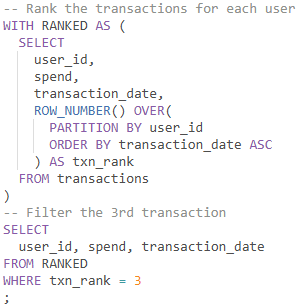 -- Rank the transactions for each user
WITH RANKED AS (
  SELECT
    user_id,
    spend,
    transaction_date,
    ROW_NUMBER() OVER(
      PARTITION BY user_id
      ORDER BY transaction_date ASC
    ) AS txn_rank
  FROM transactions
)
-- Filter the 3rd transaction
SELECT
  user_id, spend, transaction_date
FROM RANKED
WHERE txn_rank = 3
;